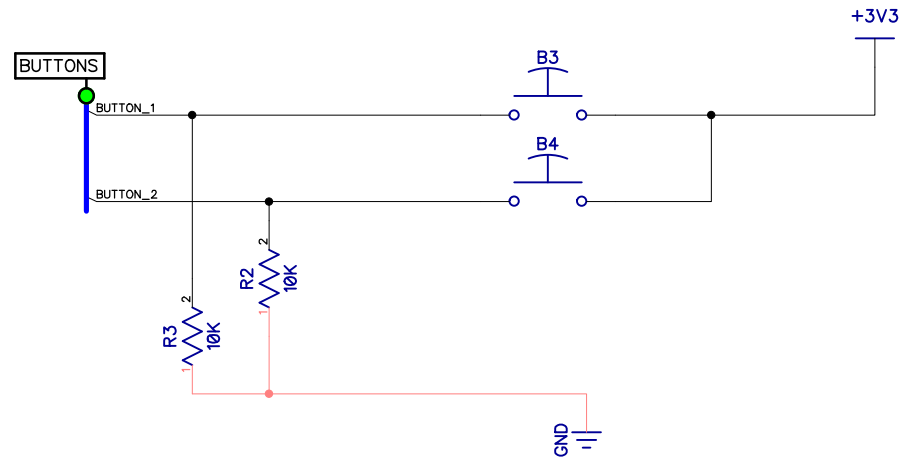 +3V3
BUTTONS
B3
BUTTON_1
B4
BUTTON_2
2
R2
10K
1
2
R3
10K
1
GND